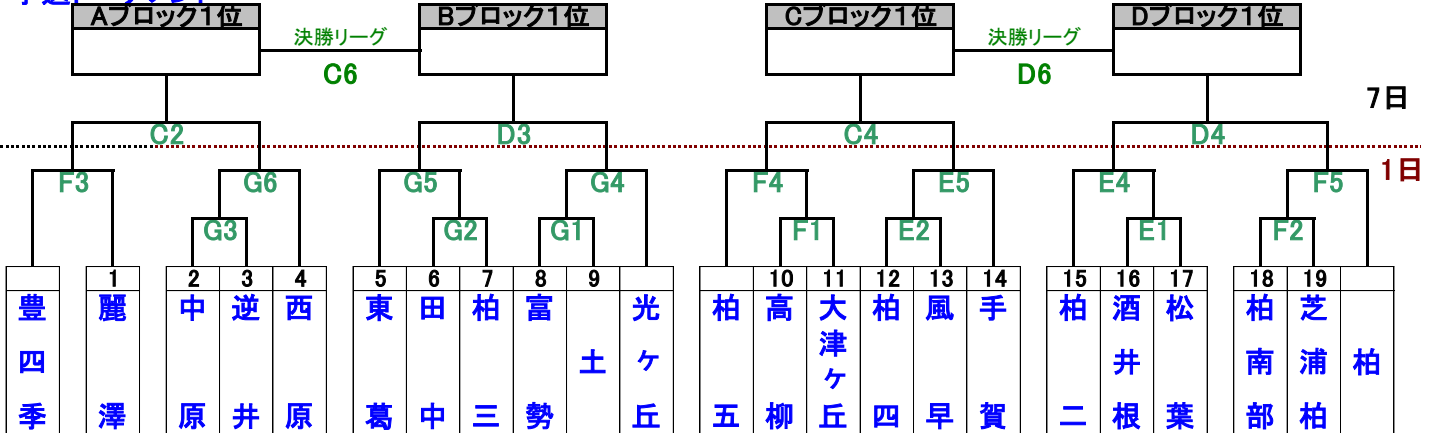 Aブロック1位 Bブロック1位 Cブロック1位 Dブロック1位
決勝リーグ 決勝リーグ
C6 D6
7日
C2 D3 C4 D4
1日
F3 G6 G5 G4 F4 E5 E4 F5
G3 G2 G1 F1 E2 E1 F2
1 2 3 4 5 6 7 8 9 10 11 12 13 14 15 16 17 18 19
豊四季
麗澤
中原
逆井
西原
東葛
田中
柏三
富勢
土
光ケ丘
柏五
高柳
大津ケ丘
柏四
風早
手賀
柏二
酒井根
松葉
柏南部
芝浦柏
柏